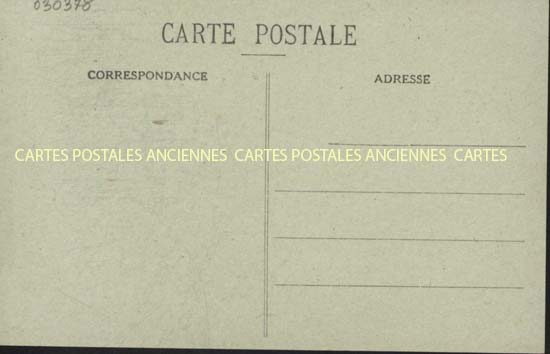 030378
CARTE POSTALE
CORRESPONDANCE
ADRESSE
CARTES POSTALES ANCIENNES CARTES POSTALES ANCIENNES CARTES